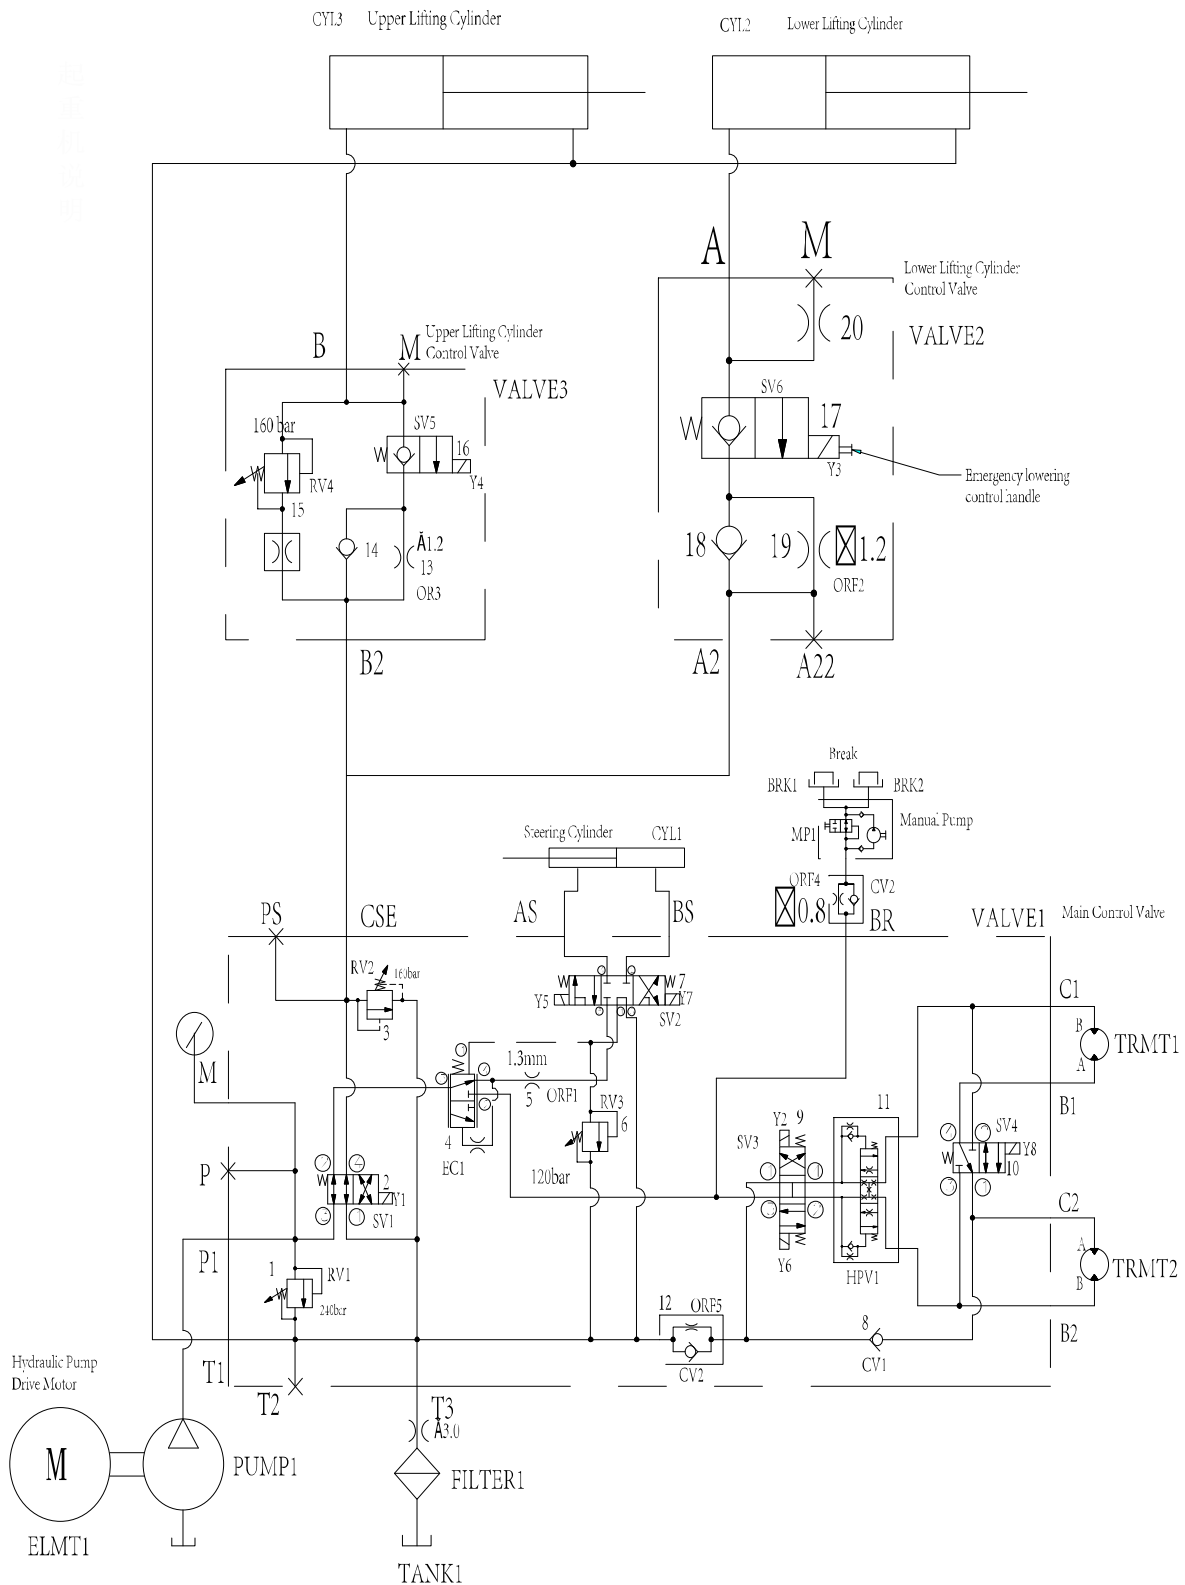 CYL3 Upper Lifting Cylinder
CYL2 Lower Lifting Cylinder
A M
Lower Lifting Cylinder
Control Valve
20 VALVE2
B M Upper Lifting Cylinder
Control Valve
VALVE3
SV6
160 bar SV5 17
16
RV4 Y4 Y3
Emergency lowering
control handle
15
14 Ă1.2
13
OR3
18 19 1.2
ORF2
B2 A2 A22
Break
BRK1 BRK2
Manual Pump
MP1
Steering Cylinder CYL1
ORF4 CV2
0.8
PS CSE AS BS BR VALVE1 Main Control Valve
RV2 160bar
3
7
Y5 Y7
SV2
C1
B
TRMT1
A
M
1.3mm
5 ORF1
RV3
6
4
EC1
120bar
B1
Y2 9 11
SV3
SV4
Y8
10
P
2
Y1
SV1
P1
1 RV1
240bar
Y6 HPV1
C2
A
TRMT2
B
12 ORF5
CV2
8
CV1
B2
T1
T2
T3
Ă3.0
Hydraulic Pump
Drive Motor
M
PUMP1
FILTER1
ELMT1
TANK1